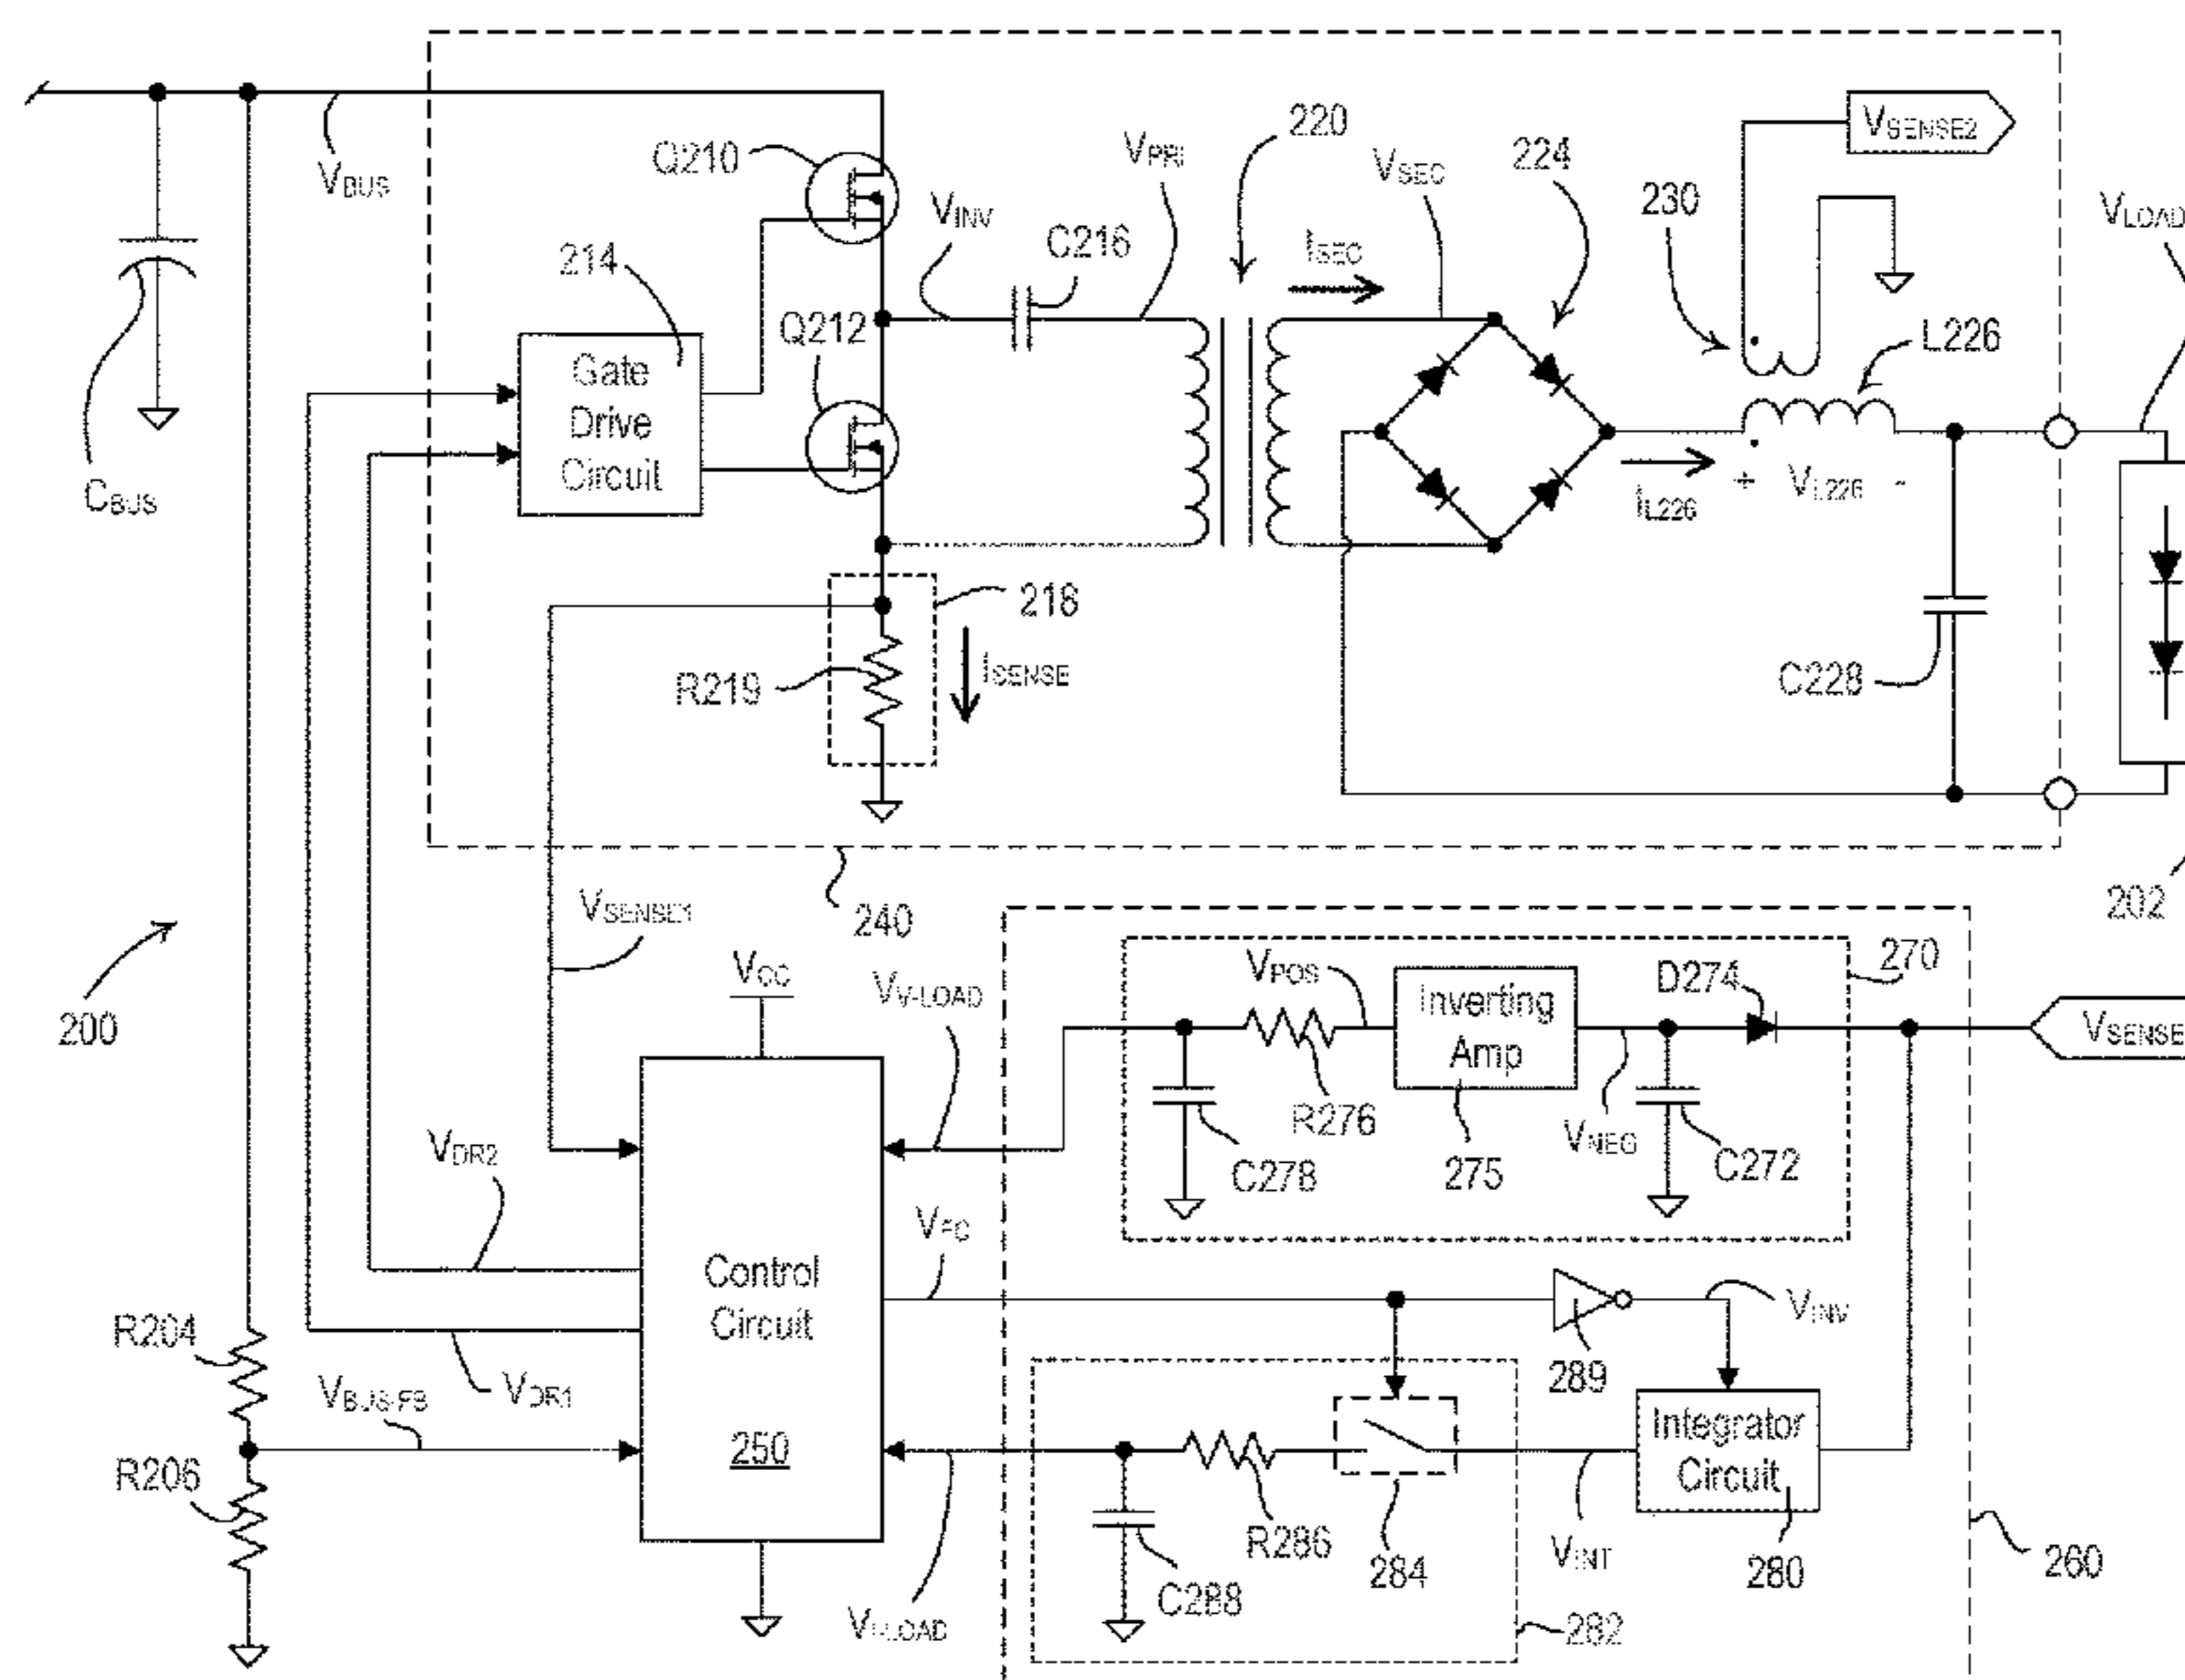 VBUS
CBUS
Q210
214
Gate
Drive
Circuit
Q212
VINV
C216
VPRI
220
ISEC
VSEC
224
230
VSENSE2
L226
VLOAD
IL226
+ VL226 -
C228
218
R219
ISENSE
240
202
200
VSENSE1
VCC
VV-LOAD
VPOS
Inverting
Amp
275
R276
C278
VNEG
D274
C272
270
VSENSE
VDR2
VDR1
Control
Circuit
250
VFC
289
VINV
R204
R206
VBUS-FB
VI-LOAD
C288
R286
284
282
VINT
Integrator
Circuit
280
260